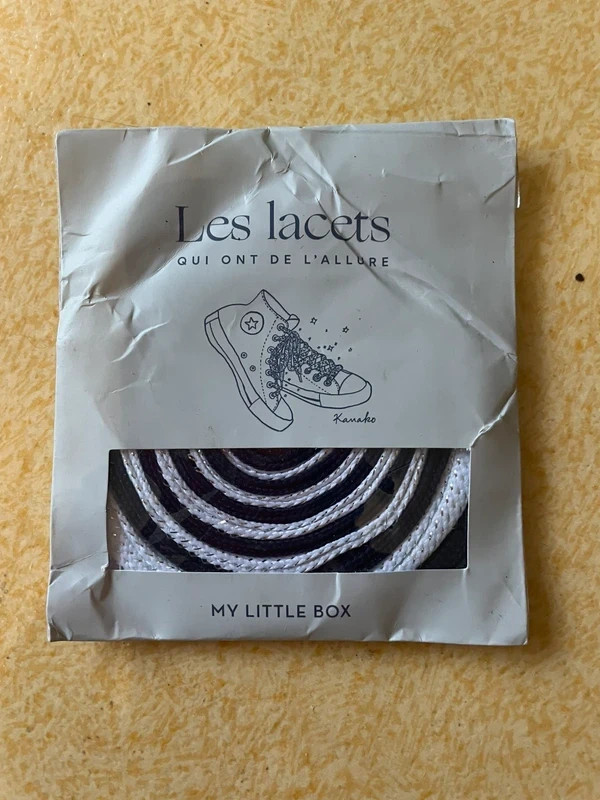 Les lacets
QUI ONT DE L'ALLURE
Kanako
MY LITTLE BOX